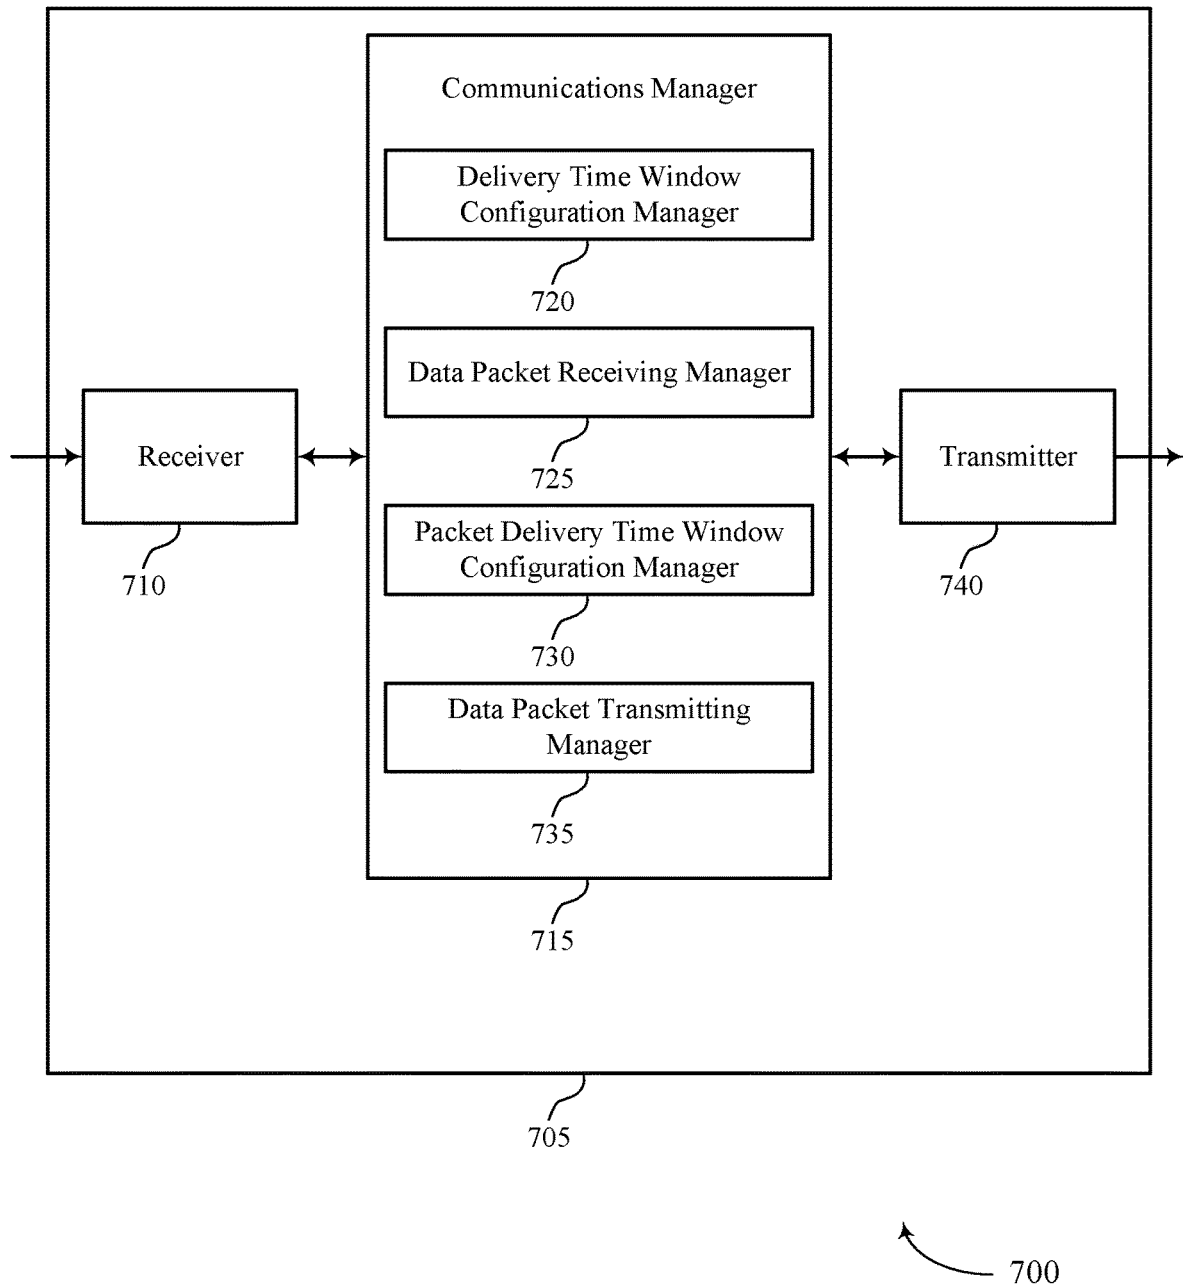 Communications Manager
Delivery Time Window
Configuration Manager
720
Data Packet Receiving Manager
725
Receiver
710
Transmitter
740
Packet Delivery Time Window
Configuration Manager
730
Data Packet Transmitting
Manager
735
715
705
700